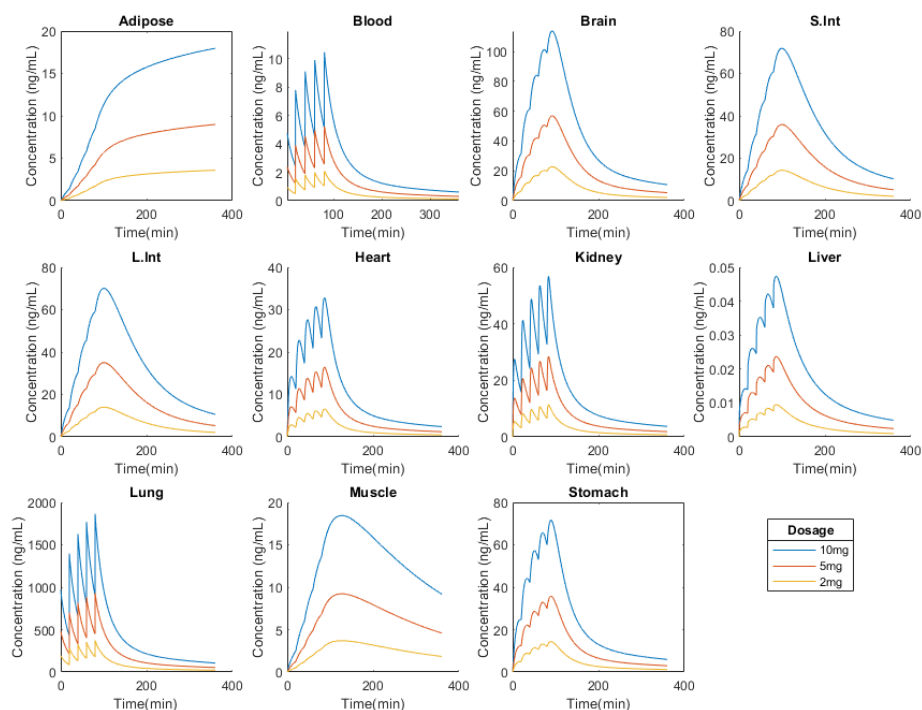 Adipose
Concentration (ng/mL)
20
15
10
5
0
0 200 400
Time(min)
Blood
Concentration (ng/mL)
10
8
6
4
2
0
100 200 300
Time(min)
Brain
Concentration (ng/mL)
100
80
60
40
20
0
0 200 400
Time(min)
S.Int
Concentration (ng/mL)
80
60
40
20
0
0 200 400
Time(min)
L.Int
Concentration (ng/mL)
80
60
40
20
0
0 200 400
Time(min)
Heart
Concentration (ng/mL)
40
30
20
10
0
0 200 400
Time(min)
Kidney
Concentration (ng/mL)
60
40
20
0
0 200 400
Time(min)
Liver
Concentration (ng/mL)
0.05
0.04
0.03
0.02
0.01
0
0 200 400
Time(min)
Lung
Concentration (ng/mL)
2000
1500
1000
500
0
0 200 400
Time(min)
Muscle
Concentration (ng/mL)
20
15
10
5
0
0 200 400
Time(min)
Stomach
Concentration (ng/mL)
80
60
40
20
0
0 200 400
Time(min)
Dosage
10mg
5mg
2mg